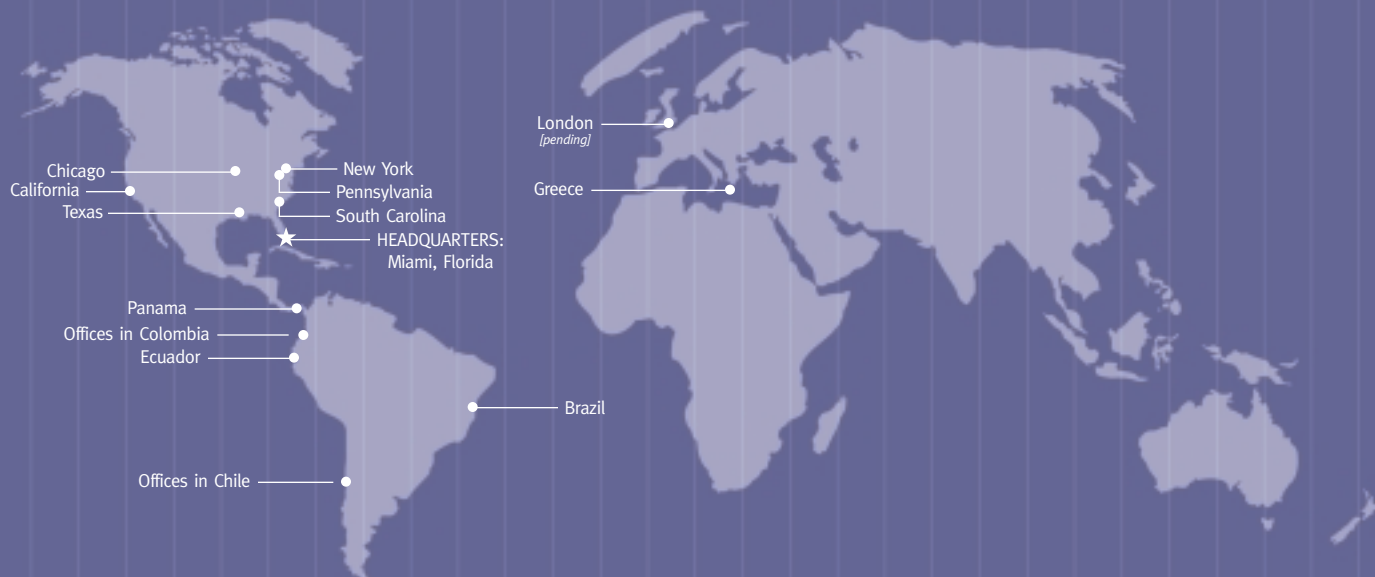 London
[pending]
Chicago
New York
California
Pennsylvania
Greece
Texas
South Carolina
HEADQUARTERS:
Miami, Florida
Panama
Offices in Colombia
Ecuador
Brazil
Offices in Chile